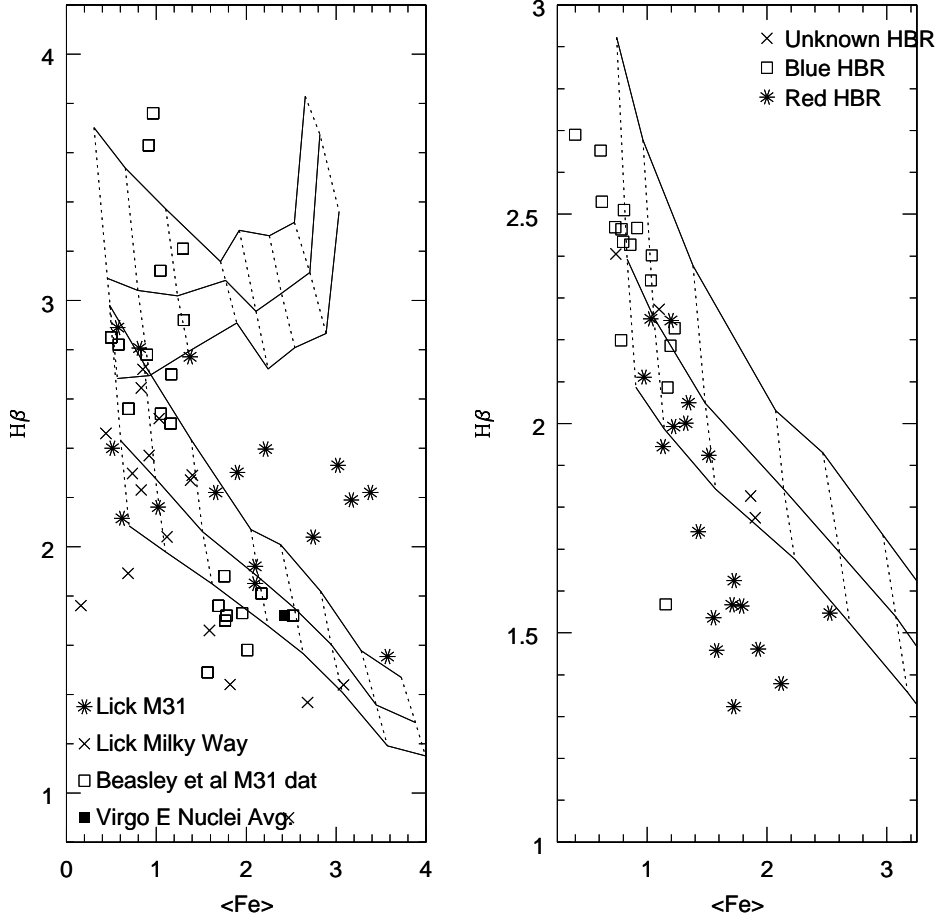 4
3
2
1
Hβ
0
1
2
3
4
<Fe>
Lick M31
Lick Milky Way
Beasley et al M31 dat
Virgo E Nuclei Avg.
3
2.5
2
1.5
1
Hβ
1
2
3
<Fe>
Unknown HBR
Blue HBR
Red HBR